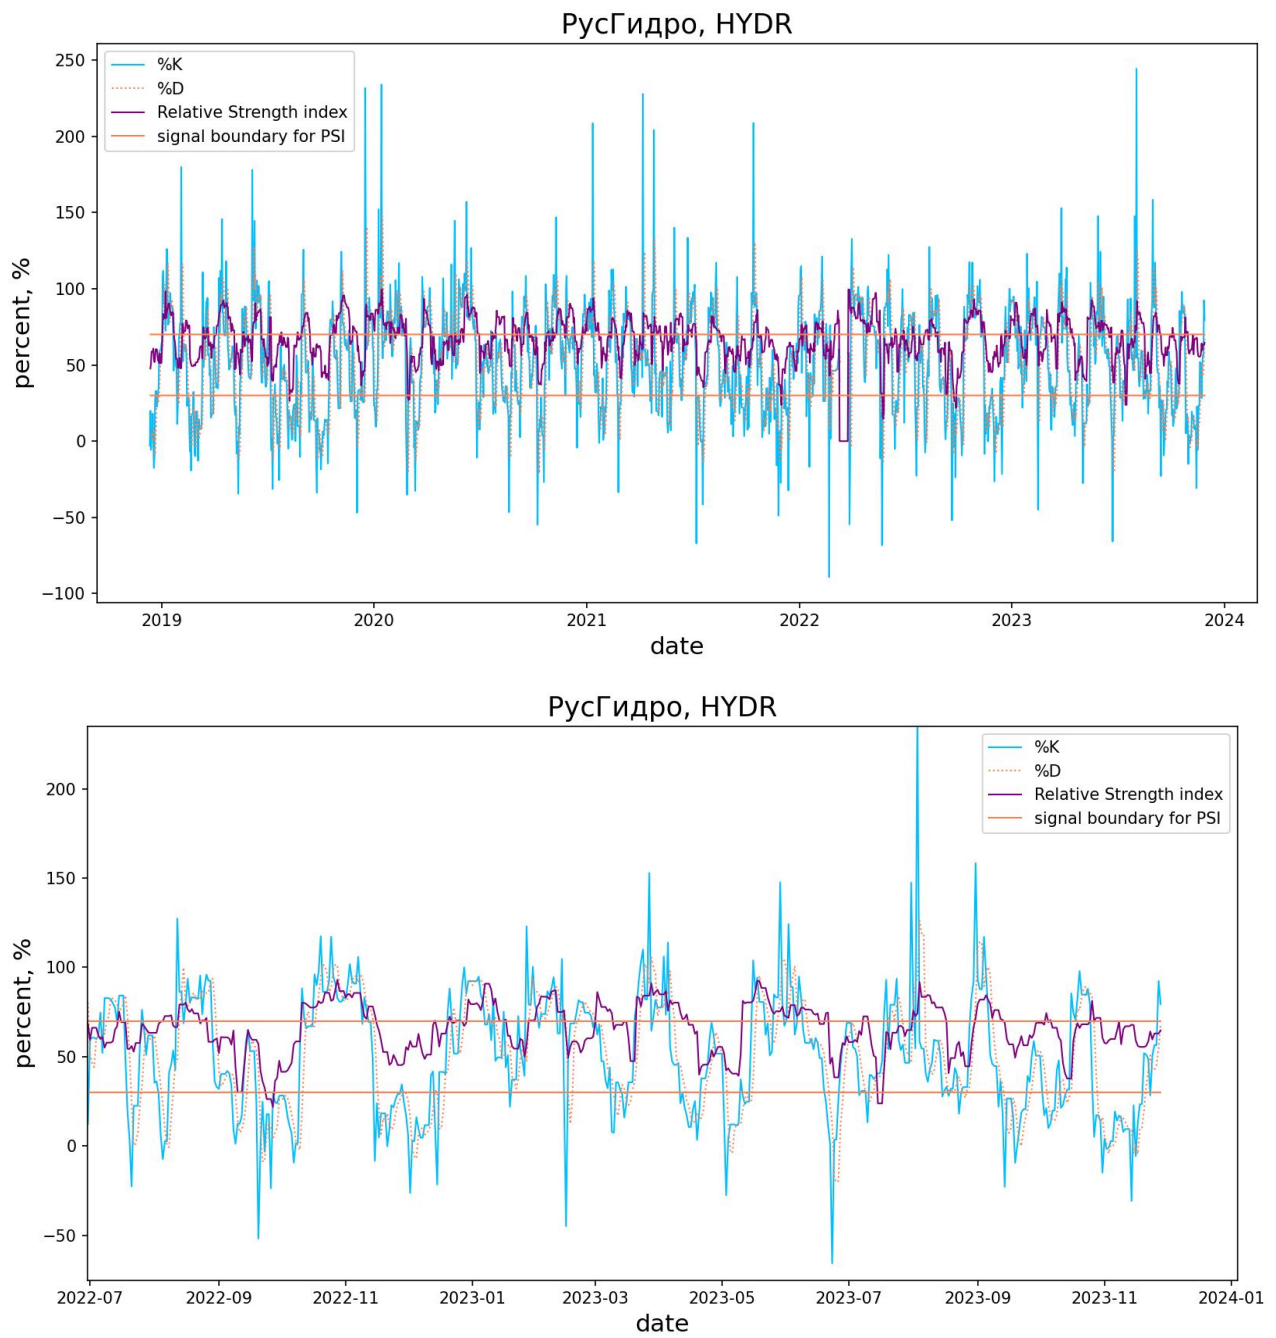 РусГидро, HYDR
%K
%D
Relative Strength index
signal boundary for PSI
percent, %
250
200
150
100
50
0
−50
−100
2019
2020
2021
2022
2023
2024
date
РусГидро, HYDR
%K
%D
Relative Strength index
signal boundary for PSI
percent, %
200
150
100
50
0
−50
2022-07
2022-09
2022-11
2023-01
2023-03
2023-05
2023-07
2023-09
2023-11
2024-01
date